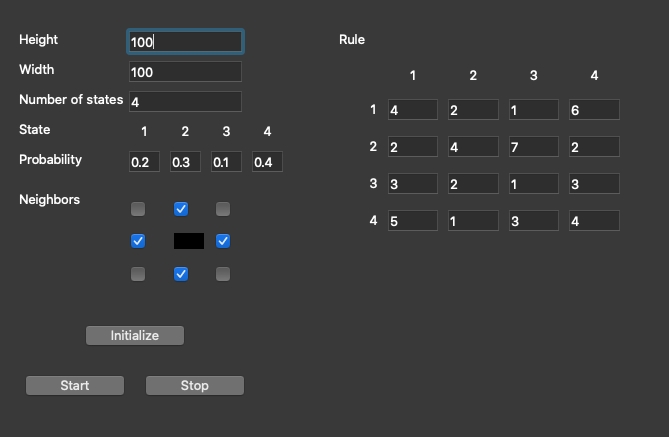 Height 100
Width 100
Number of states 4
State 1 2 3 4
Probability 0.2 0.3 0.1 0.4
Neighbors
Initialize
Start Stop
Rule
1 2 3 4
1 4 2 1 6
2 2 4 7 2
3 3 2 1 3
4 5 1 3 4